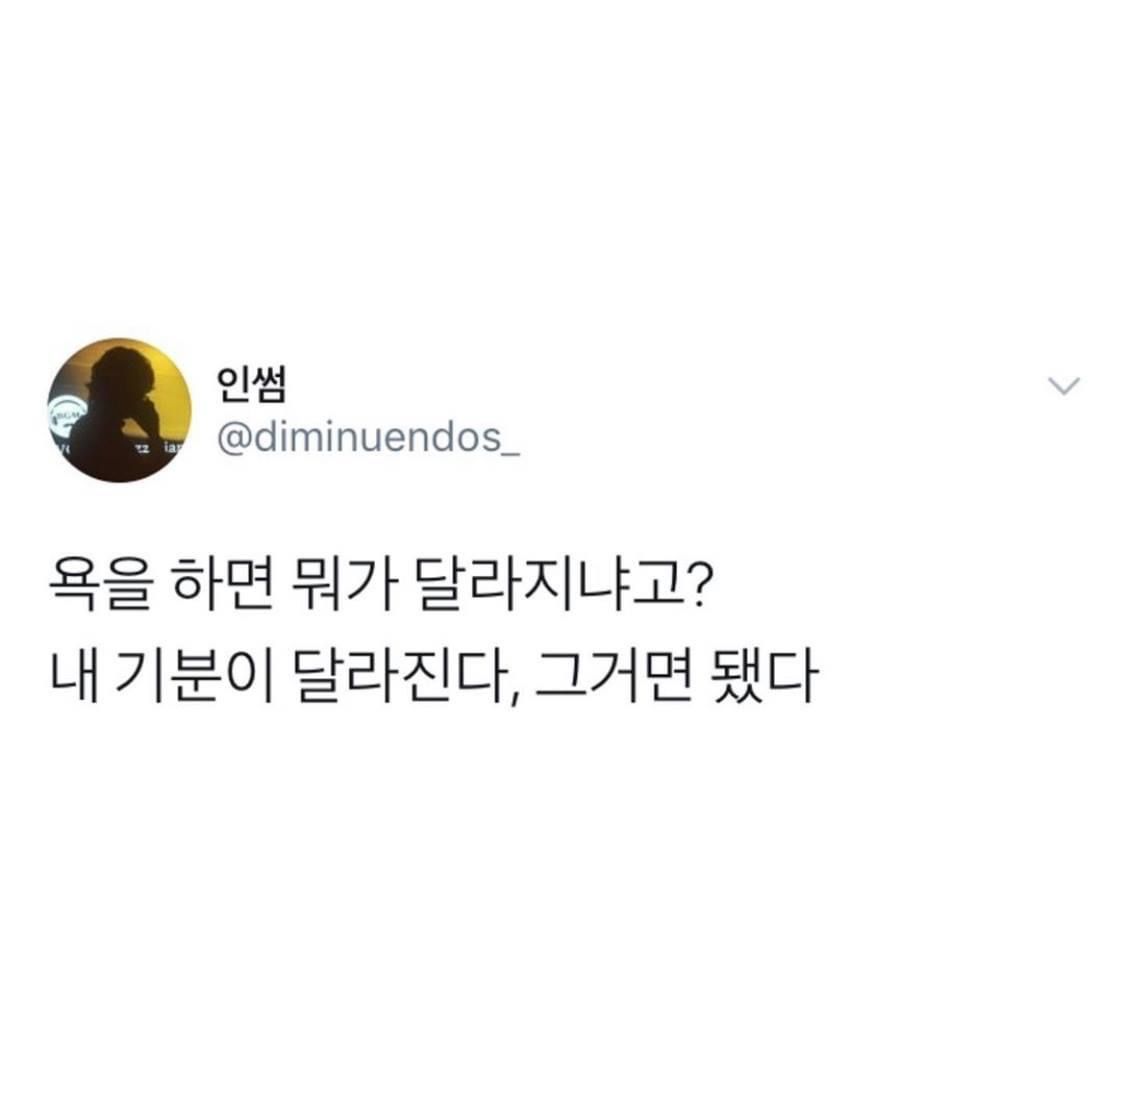 인썸
@diminuendos_
욕을 하면 뭐가 달라지냐고?
내 기분이 달라진다, 그거면 됐다